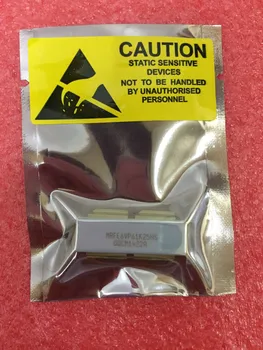 CAUTION
STATIC SENSITIVE
DEVICES
NOT TO BE HANDLED
BY UNAUTHORISED
PERSONNEL